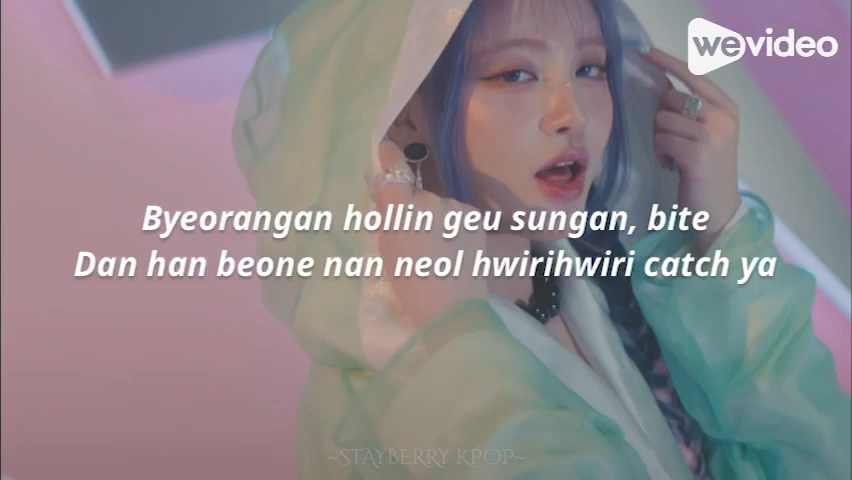 wevideo
Byeorangan hollin geu sungan, bite
Dan han beone nan neol hwirihwiri catch ya
~STAYBERRY KPOP~